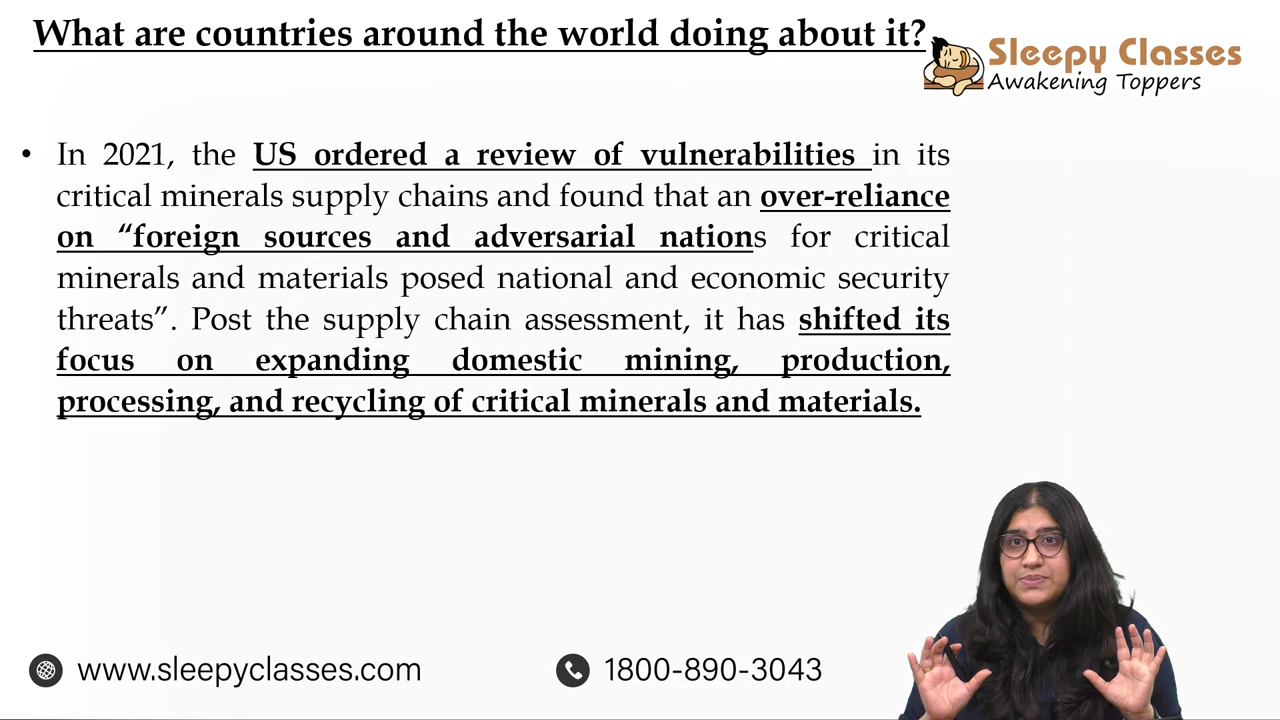 What are countries around the world doing about it?
Sleepy Classes
Awakening Toppers
• In 2021, the US ordered a review of vulnerabilities in its
critical minerals supply chains and found that an over-reliance
on “foreign sources and adversarial nations for critical
minerals and materials posed national and economic security
threats”. Post the supply chain assessment, it has shifted its
focus on expanding domestic mining, production,
processing, and recycling of critical minerals and materials.
www.sleepyclasses.com
1800-890-3043